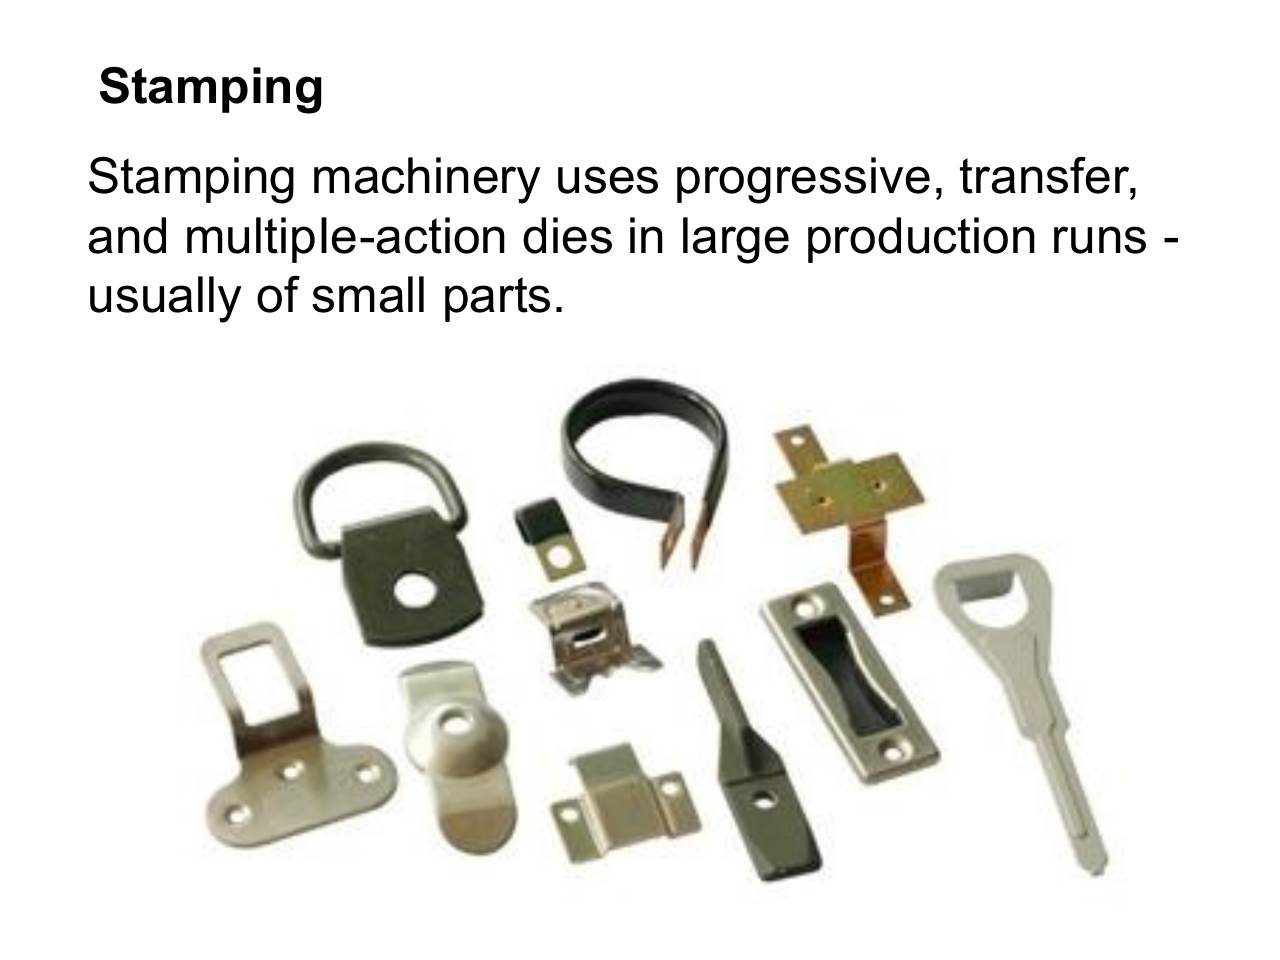 Stamping
Stamping machinery uses progressive, transfer,
and multiple-action dies in large production runs -
usually of small parts.